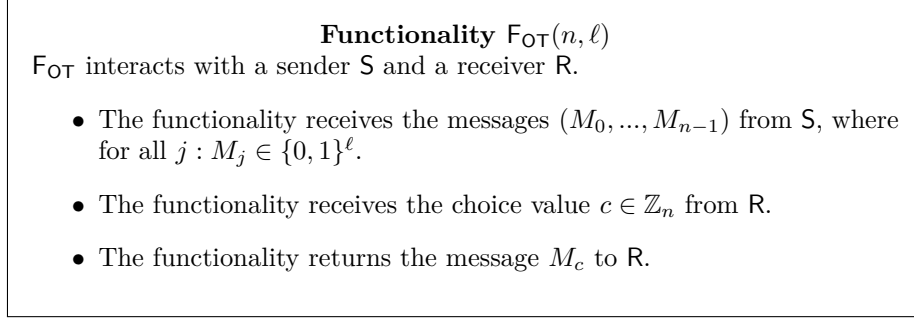 Functionality F_OT(n, ℓ)
F_OT interacts with a sender S and a receiver R.
• The functionality receives the messages (M_0, ..., M_{n−1}) from S, where
for all j : M_j ∈ {0, 1}^ℓ.
• The functionality receives the choice value c ∈ ℤ_n from R.
• The functionality returns the message M_c to R.